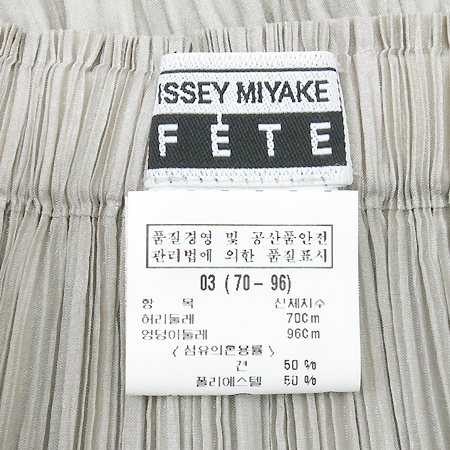 ISSEY MIYAKE
FÊTE
품질경영 및 공산품안전
관리법에 의한 품질표시
03 (70-96)
항 목 신체치수
허리둘레 70cm
엉덩이둘레 96cm
〈 섬유의혼용률 〉
견 50 %
폴리에스텔 50 %